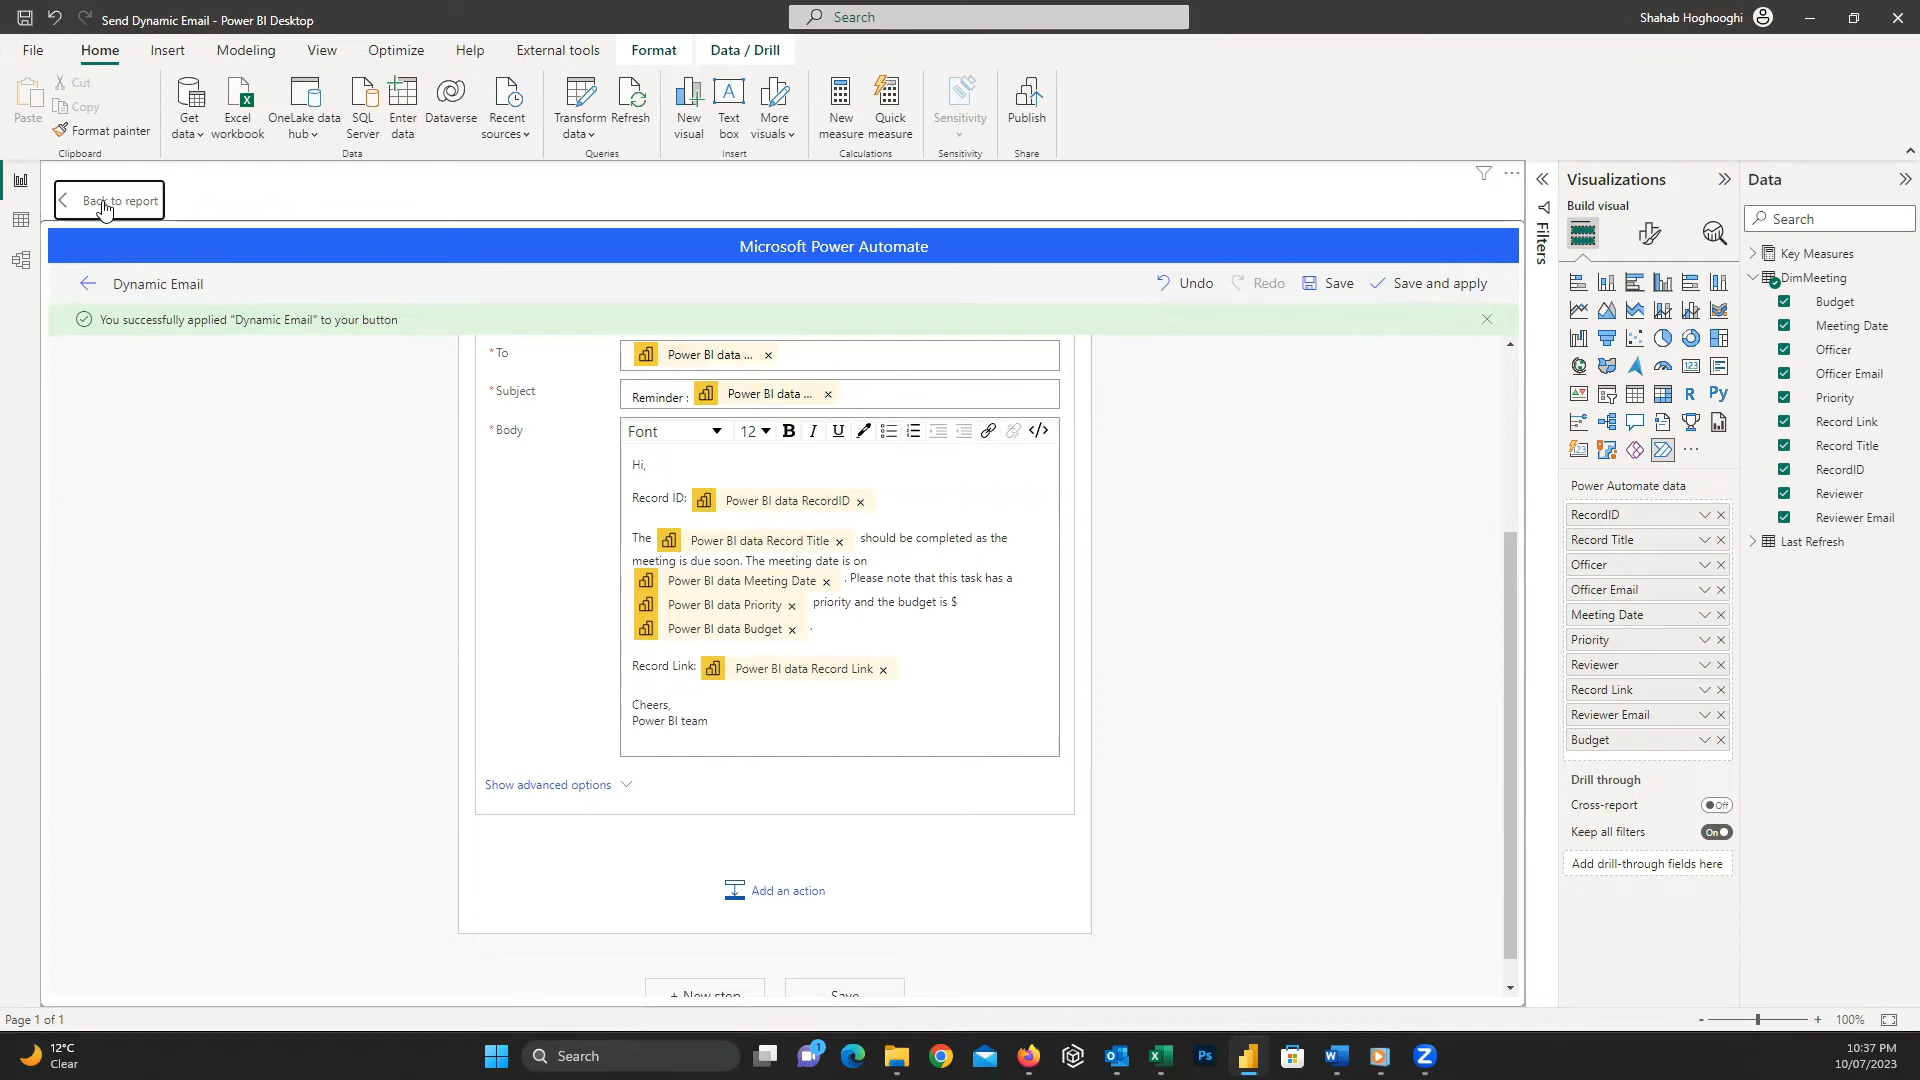 Send Dynamic Email - Power BI Desktop
Search
Shahab Hoghooghi
File
Home
Insert
Modeling
View
Optimize
Help
External tools
Format
Data / Drill
Paste
Cut
Copy
Format painter
Clipboard
Get data
Excel workbook
OneLake data hub
SQL Server
Enter data
Dataverse
Recent sources
Data
Transform data
Refresh
Queries
New visual
Text box
More visuals
Insert
New measure
Quick measure
Calculations
Sensitivity
Sensitivity
Publish
Share
Back to report
Microsoft Power Automate
Dynamic Email
Undo
Redo
Save
Save and apply
You successfully applied "Dynamic Email" to your button
* To
Power BI data ... ×
* Subject
Reminder : Power BI data ... ×
* Body
Font
12
B I U </>
Hi,
Record ID: Power BI data RecordID ×
The Power BI data Record Title × should be completed as the
meeting is due soon. The meeting date is on
Power BI data Meeting Date × . Please note that this task has a
Power BI data Priority × priority and the budget is $
Power BI data Budget × .
Record Link: Power BI data Record Link ×
Cheers,
Power BI team
Show advanced options
Add an action
+ New step
Save
Filters
Visualizations
Build visual
R
Py
123
Power Automate data
RecordID
Record Title
Officer
Officer Email
Meeting Date
Priority
Reviewer
Record Link
Reviewer Email
Budget
Drill through
Cross-report
Off
Keep all filters
On
Add drill-through fields here
Data
Search
Key Measures
DimMeeting
Budget
Meeting Date
Officer
Officer Email
Priority
Record Link
Record Title
RecordID
Reviewer
Reviewer Email
Last Refresh
Page 1 of 1
- + 100%
12°C
Clear
Search
1
Ps
10:37 PM
10/07/2023